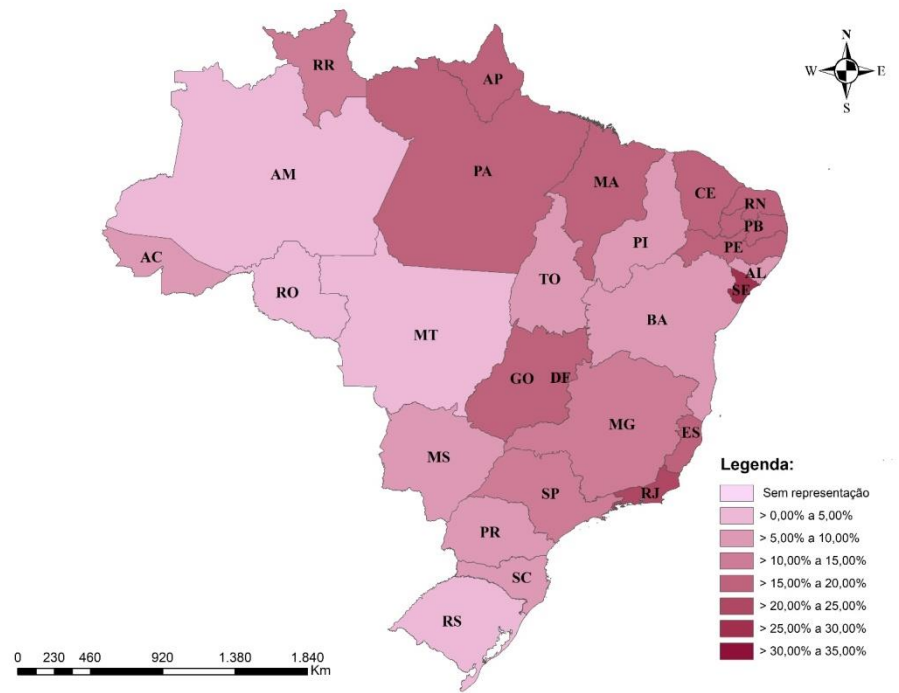 N
W E
S
RR
AP
AM
PA
MA
CE
RN
PB
PE
PI
AC
TO
AL
SE
RO
BA
MT
GO
DF
MG
ES
MS
SP
RJ
PR
SC
RS
Legenda:
Sem representação
> 0,00% a 5,00%
> 5,00% a 10,00%
> 10,00% a 15,00%
> 15,00% a 20,00%
> 20,00% a 25,00%
> 25,00% a 30,00%
> 30,00% a 35,00%
0 230 460 920 1.380 1.840
Km